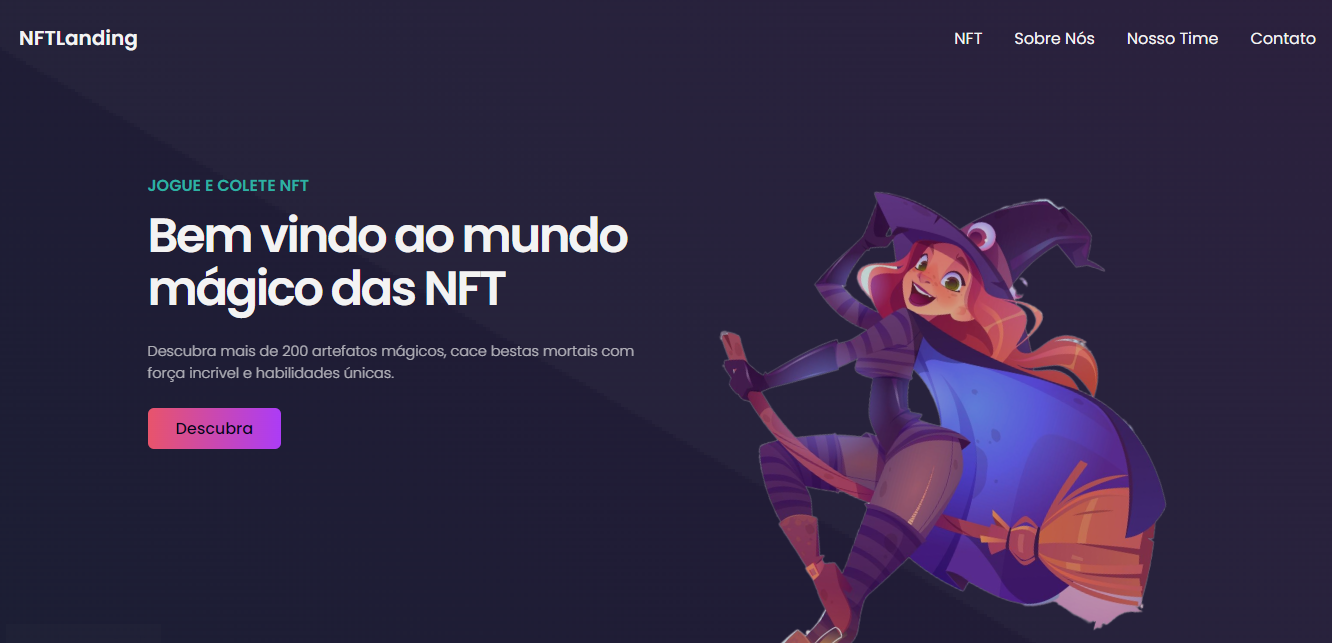 NFTLanding
NFT
Sobre Nós
Nosso Time
Contato
JOGUE E COLETE NFT
Bem vindo ao mundo
mágico das NFT
Descubra mais de 200 artefatos mágicos, cace bestas mortais com
força incrivel e habilidades únicas.
Descubra